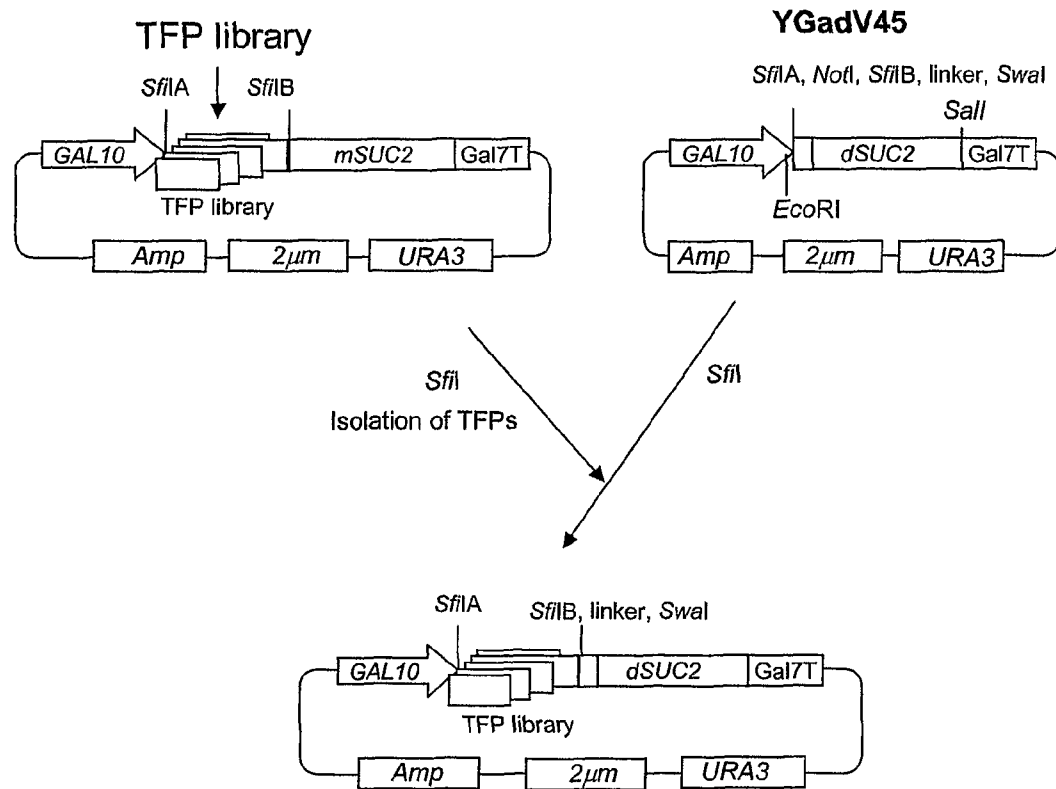 TFP library
SfiIA
SfiIB
GAL10
mSUC2
Gal7T
TFP library
Amp
2μm
URA3
YGadV45
SfiIA, NotI, SfiIB, linker, SwaI
SalI
GAL10
dSUC2
Gal7T
EcoRI
Amp
2μm
URA3
SfiI
Isolation of TFPs
SfiI
SfiIA
SfiIB, linker, SwaI
GAL10
dSUC2
Gal7T
TFP library
Amp
2μm
URA3